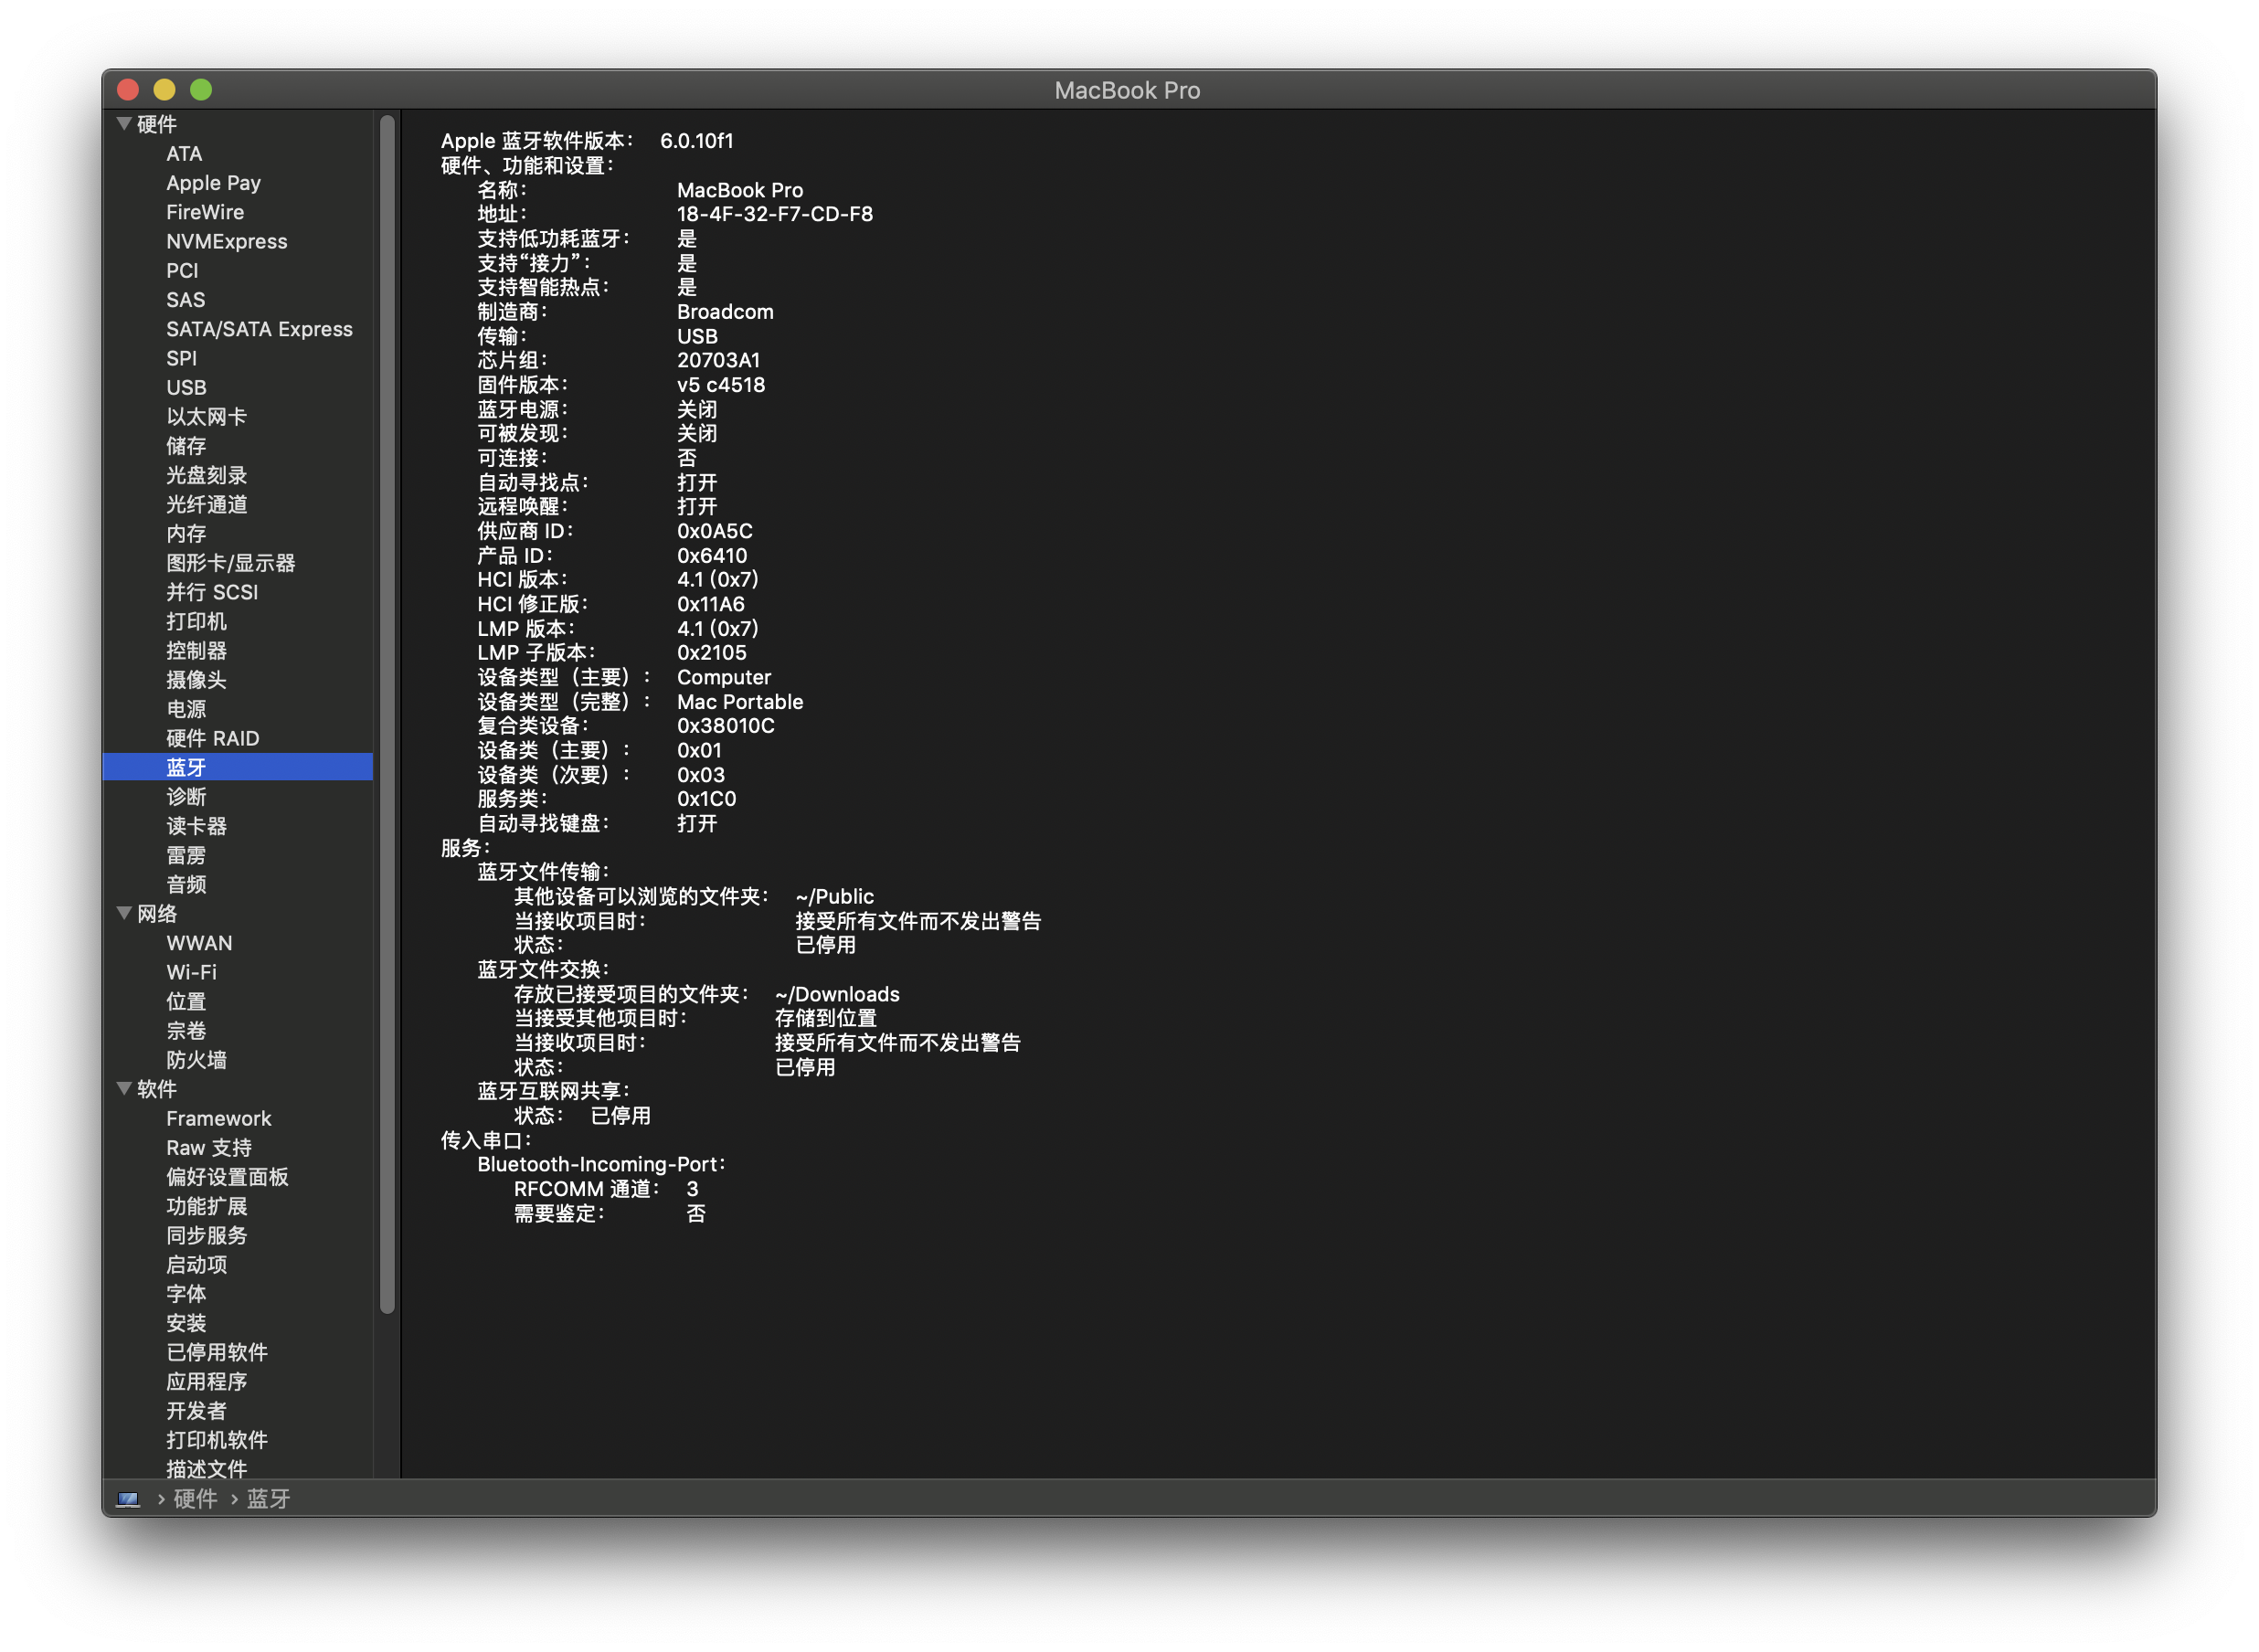 MacBook Pro
硬件
ATA
Apple Pay
FireWire
NVMExpress
PCI
SAS
SATA/SATA Express
SPI
USB
以太网卡
储存
光盘刻录
光纤通道
内存
图形卡/显示器
并行 SCSI
打印机
控制器
摄像头
电源
硬件 RAID
蓝牙
诊断
读卡器
雷雳
音频
网络
WWAN
Wi-Fi
位置
宗卷
防火墙
软件
Framework
Raw 支持
偏好设置面板
功能扩展
同步服务
启动项
字体
安装
已停用软件
应用程序
开发者
打印机软件
描述文件
Apple 蓝牙软件版本： 6.0.10f1
硬件、功能和设置：
名称： MacBook Pro
地址： 18-4F-32-F7-CD-F8
支持低功耗蓝牙： 是
支持“接力”： 是
支持智能热点： 是
制造商： Broadcom
传输： USB
芯片组： 20703A1
固件版本： v5 c4518
蓝牙电源： 关闭
可被发现： 关闭
可连接： 否
自动寻找点： 打开
远程唤醒： 打开
供应商 ID： 0x0A5C
产品 ID： 0x6410
HCI 版本： 4.1 (0x7)
HCI 修正版： 0x11A6
LMP 版本： 4.1 (0x7)
LMP 子版本： 0x2105
设备类型（主要）： Computer
设备类型（完整）： Mac Portable
复合类设备： 0x38010C
设备类（主要）： 0x01
设备类（次要）： 0x03
服务类： 0x1C0
自动寻找键盘： 打开
服务：
蓝牙文件传输：
其他设备可以浏览的文件夹： ~/Public
当接收项目时： 接受所有文件而不发出警告
状态： 已停用
蓝牙文件交换：
存放已接受项目的文件夹： ~/Downloads
当接受其他项目时： 存储到位置
当接收项目时： 接受所有文件而不发出警告
状态： 已停用
蓝牙互联网共享：
状态： 已停用
传入串口：
Bluetooth-Incoming-Port：
RFCOMM 通道： 3
需要鉴定： 否
› 硬件 › 蓝牙